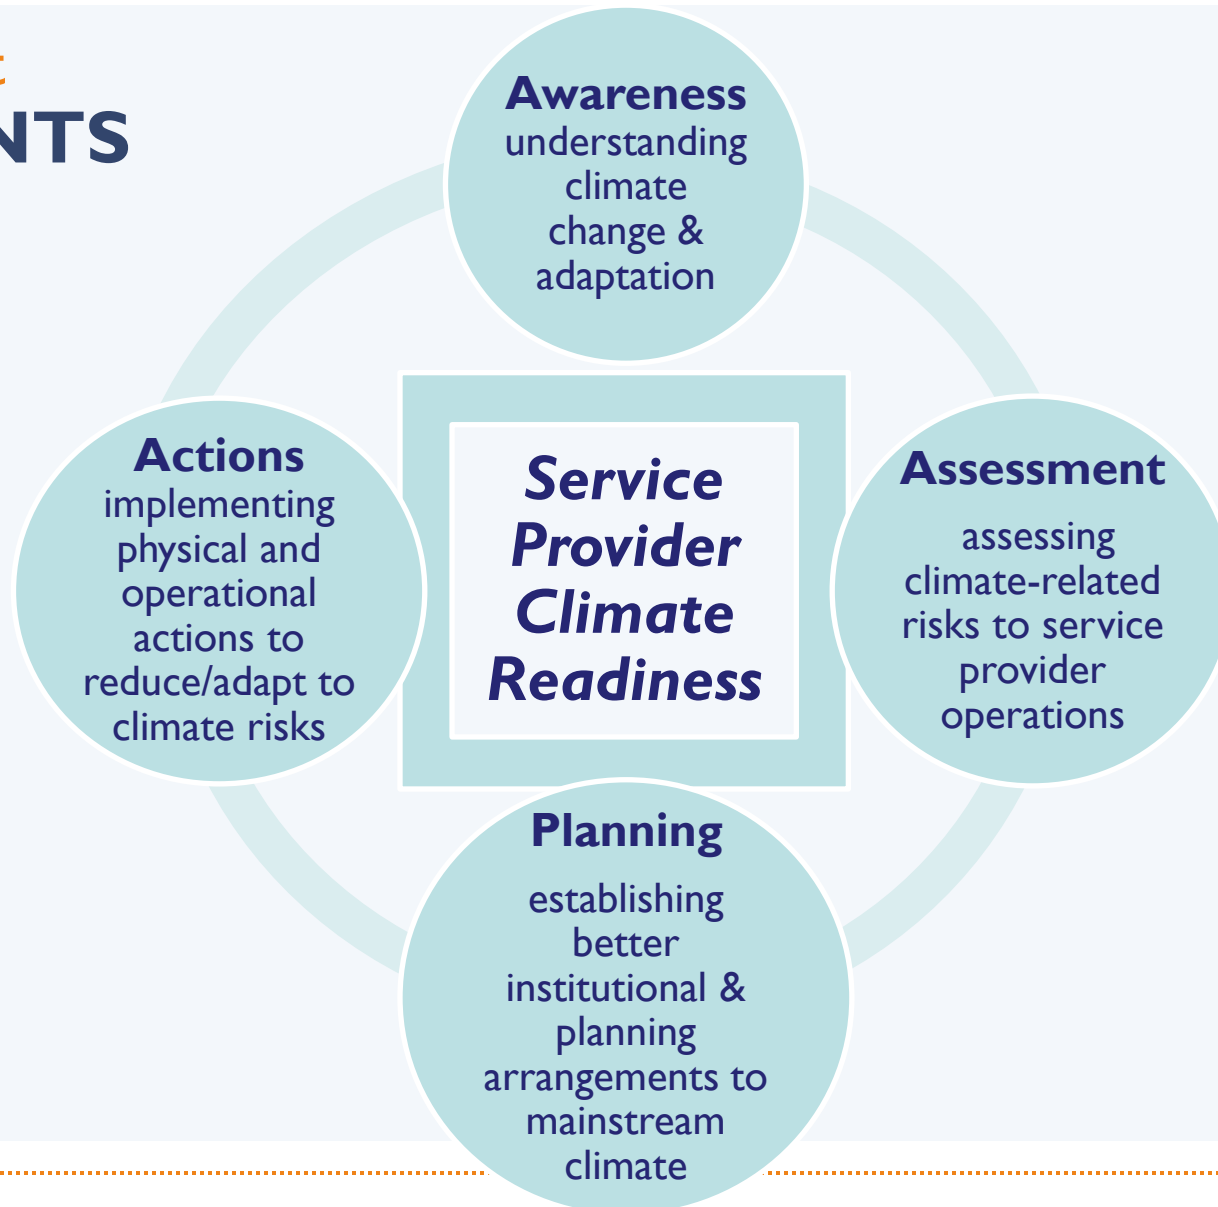 NTS
Awareness
understanding
climate
change &
adaptation
Actions
implementing
physical and
operational
actions to
reduce/adapt to
climate risks
Service
Provider
Climate
Readiness
Assessment
assessing
climate-related
risks to service
provider
operations
Planning
establishing
better
institutional &
planning
arrangements to
mainstream
climate